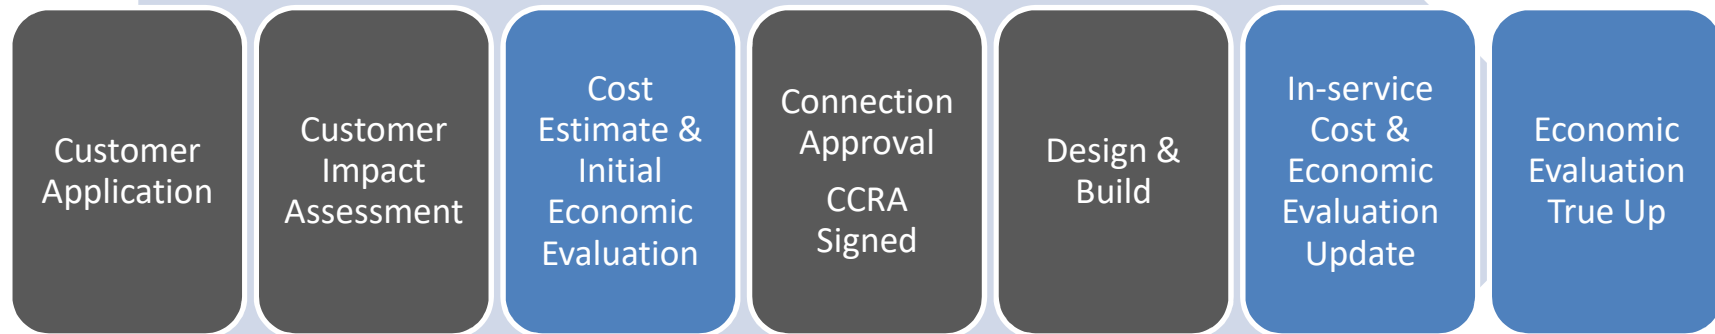 Customer
Application
Customer
Impact
Assessment
Cost
Estimate &
Initial
Economic
Evaluation
Connection
Approval
CCRA
Signed
Design &
Build
In-service
Cost &
Economic
Evaluation
Update
Economic
Evaluation
True Up